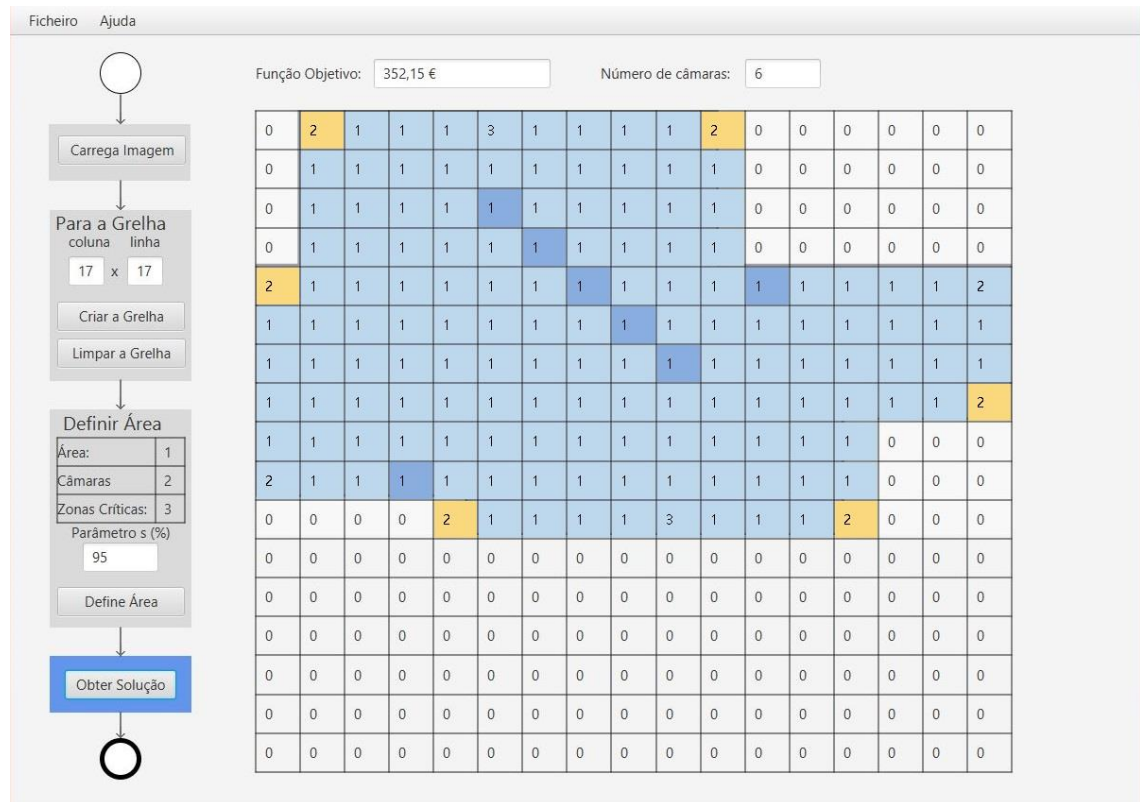 Ficheiro Ajuda
Função Objetivo: 352,15 € Número de câmaras: 6
Carrega Imagem
Para a Grelha
coluna linha
17 x 17
Criar a Grelha
Limpar a Grelha
Definir Área
Área: 1
Câmaras 2
Zonas Críticas: 3
Parâmetro s (%)
95
Define Área
Obter Solução
0 2 1 1 1 3 1 1 1 1 2 0 0 0 0 0 0
0 1 1 1 1 1 1 1 1 1 1 0 0 0 0 0 0
0 1 1 1 1 1 1 1 1 1 1 0 0 0 0 0 0
0 1 1 1 1 1 1 1 1 1 1 0 0 0 0 0 0
2 1 1 1 1 1 1 1 1 1 1 1 1 1 1 1 2
1 1 1 1 1 1 1 1 1 1 1 1 1 1 1 1 1
1 1 1 1 1 1 1 1 1 1 1 1 1 1 1 1 1
1 1 1 1 1 1 1 1 1 1 1 1 1 1 1 1 2
1 1 1 1 1 1 1 1 1 1 1 1 1 1 0 0 0
2 1 1 1 1 1 1 1 1 1 1 1 1 1 0 0 0
0 0 0 0 2 1 1 1 1 3 1 1 1 2 0 0 0
0 0 0 0 0 0 0 0 0 0 0 0 0 0 0 0 0
0 0 0 0 0 0 0 0 0 0 0 0 0 0 0 0 0
0 0 0 0 0 0 0 0 0 0 0 0 0 0 0 0 0
0 0 0 0 0 0 0 0 0 0 0 0 0 0 0 0 0
0 0 0 0 0 0 0 0 0 0 0 0 0 0 0 0 0
0 0 0 0 0 0 0 0 0 0 0 0 0 0 0 0 0